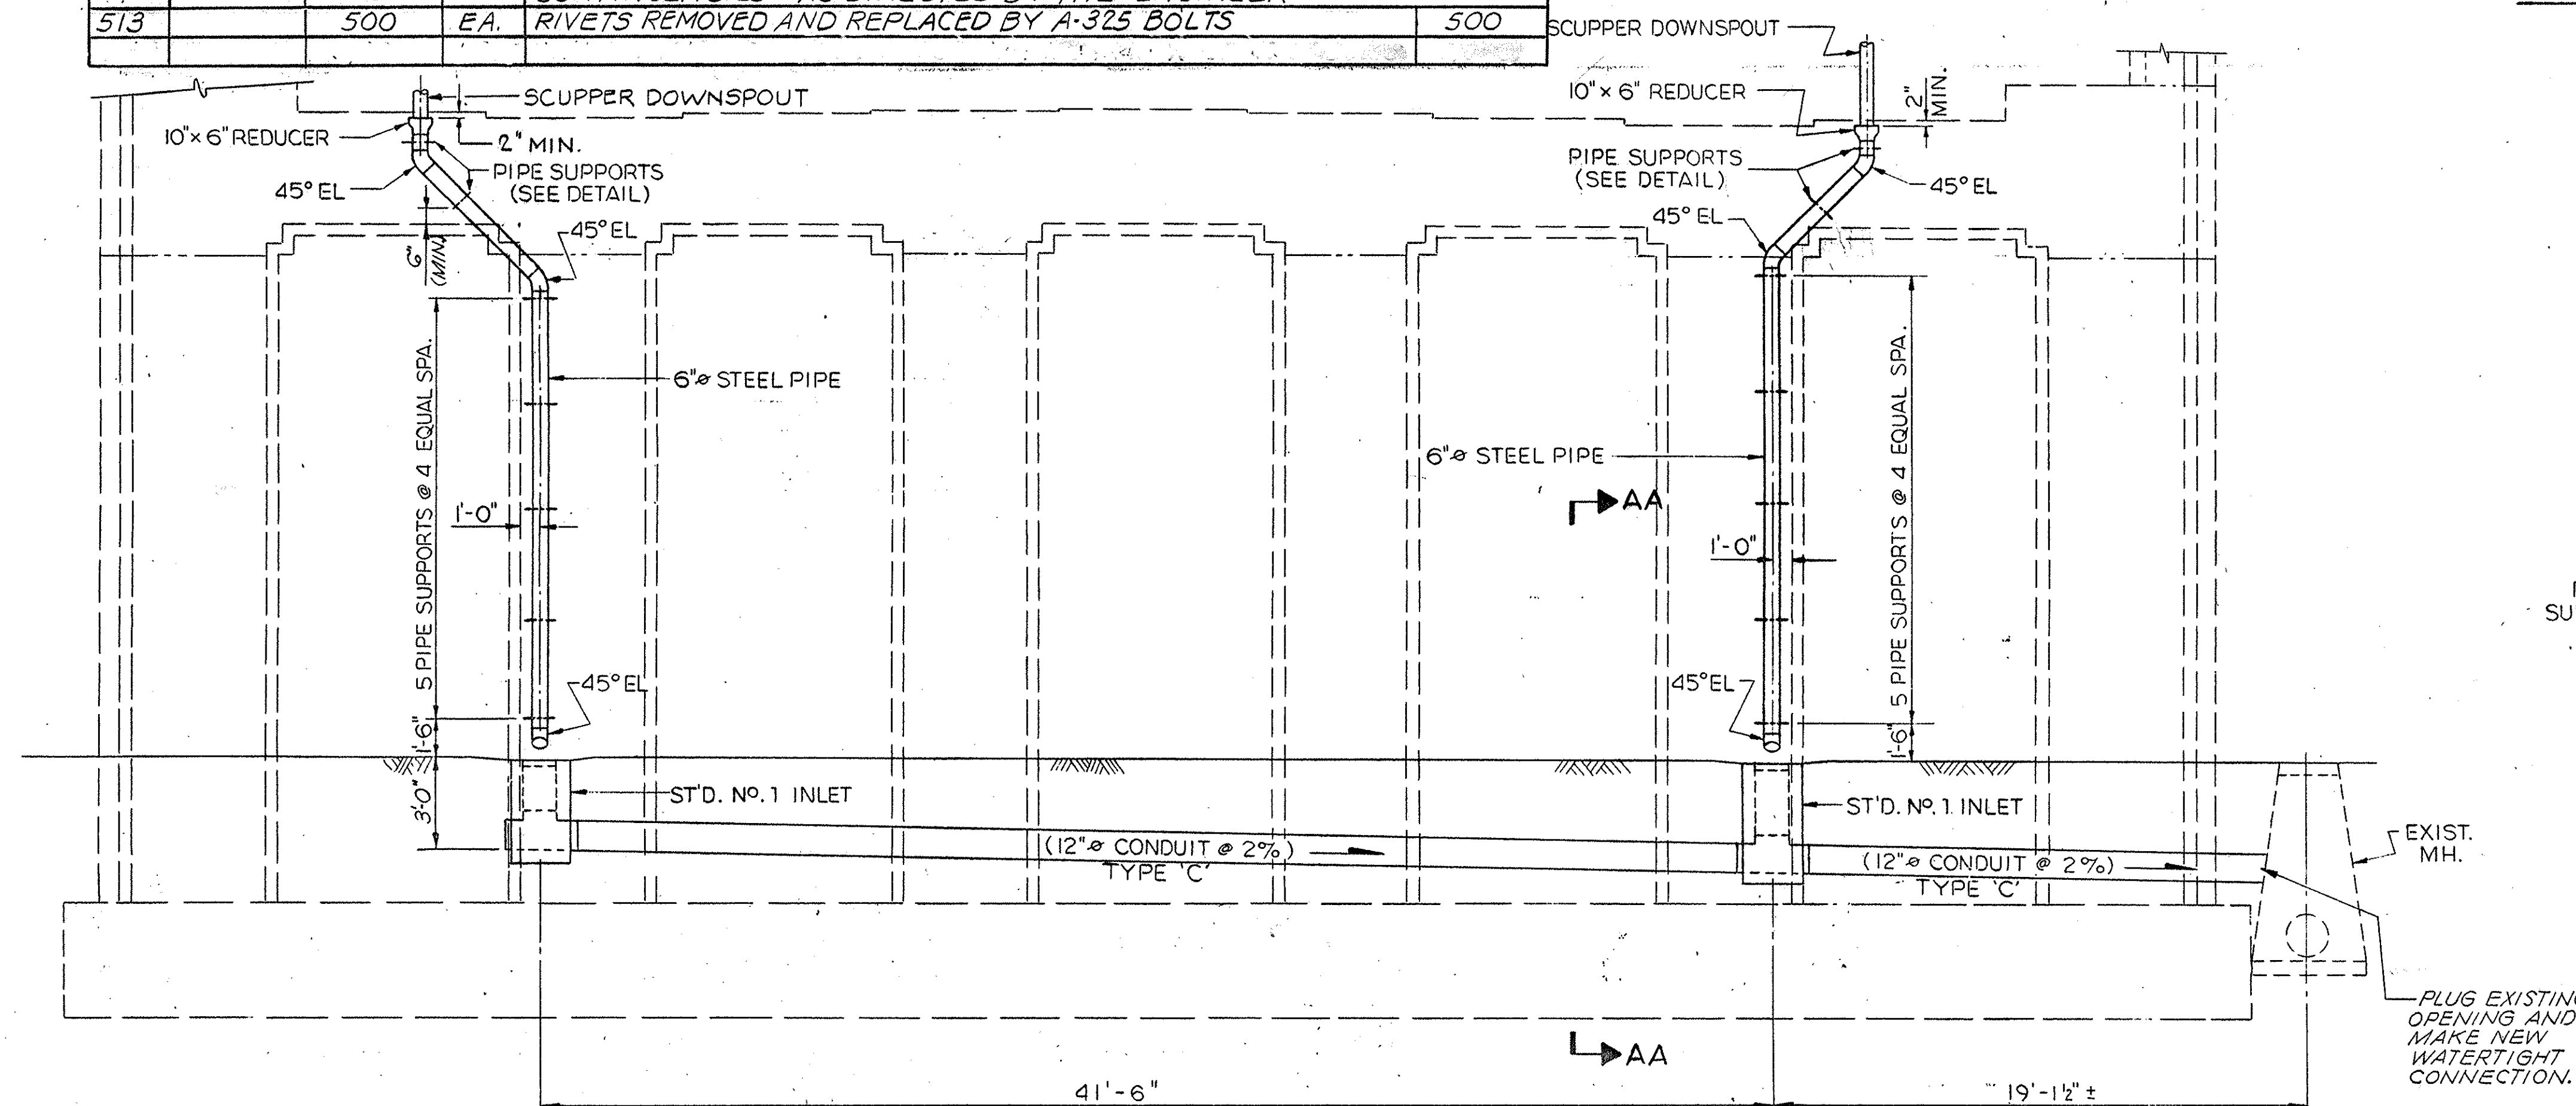 513 500 EA. RIVETS REMOVED AND REPLACED BY A-325 BOLTS 500
SCUPPER DOWNSPOUT
SCUPPER DOWNSPOUT
10"x 6" REDUCER
2" MIN.
PIPE SUPPORTS
(SEE DETAIL)
45° EL
6"
(MIN.)
45° EL
10"x 6" REDUCER
2"
MIN.
PIPE SUPPORTS
(SEE DETAIL)
45° EL
45° EL
5 PIPE SUPPORTS @ 4 EQUAL SPA.
6"ø STEEL PIPE
1'-0"
45° EL
1'-6"
3'-0"
6"ø STEEL PIPE
AA
1'-0"
5 PIPE SUPPORTS @ 4 EQUAL SPA.
45° EL
1'-6"
ST'D. No. 1 INLET
(12"ø CONDUIT @ 2%)
TYPE 'C'
ST'D. No. 1 INLET
(12"ø CONDUIT @ 2%)
TYPE 'C'
EXIST.
MH.
PLUG EXISTING
OPENING AND
MAKE NEW
WATERTIGHT
CONNECTION.
AA
41'-6"
19'-1½" ±